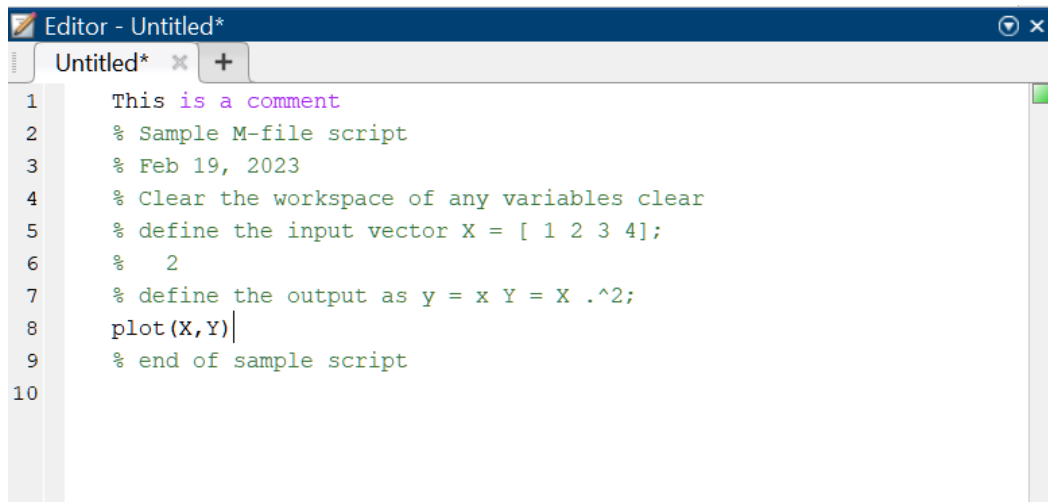 Editor - Untitled*
Untitled*
1 This is a comment
2 % Sample M-file script
3 % Feb 19, 2023
4 % Clear the workspace of any variables clear
5 % define the input vector X = [ 1 2 3 4];
6 %   2
7 % define the output as y = x Y = X .^2;
8 plot(X,Y)
9 % end of sample script
10